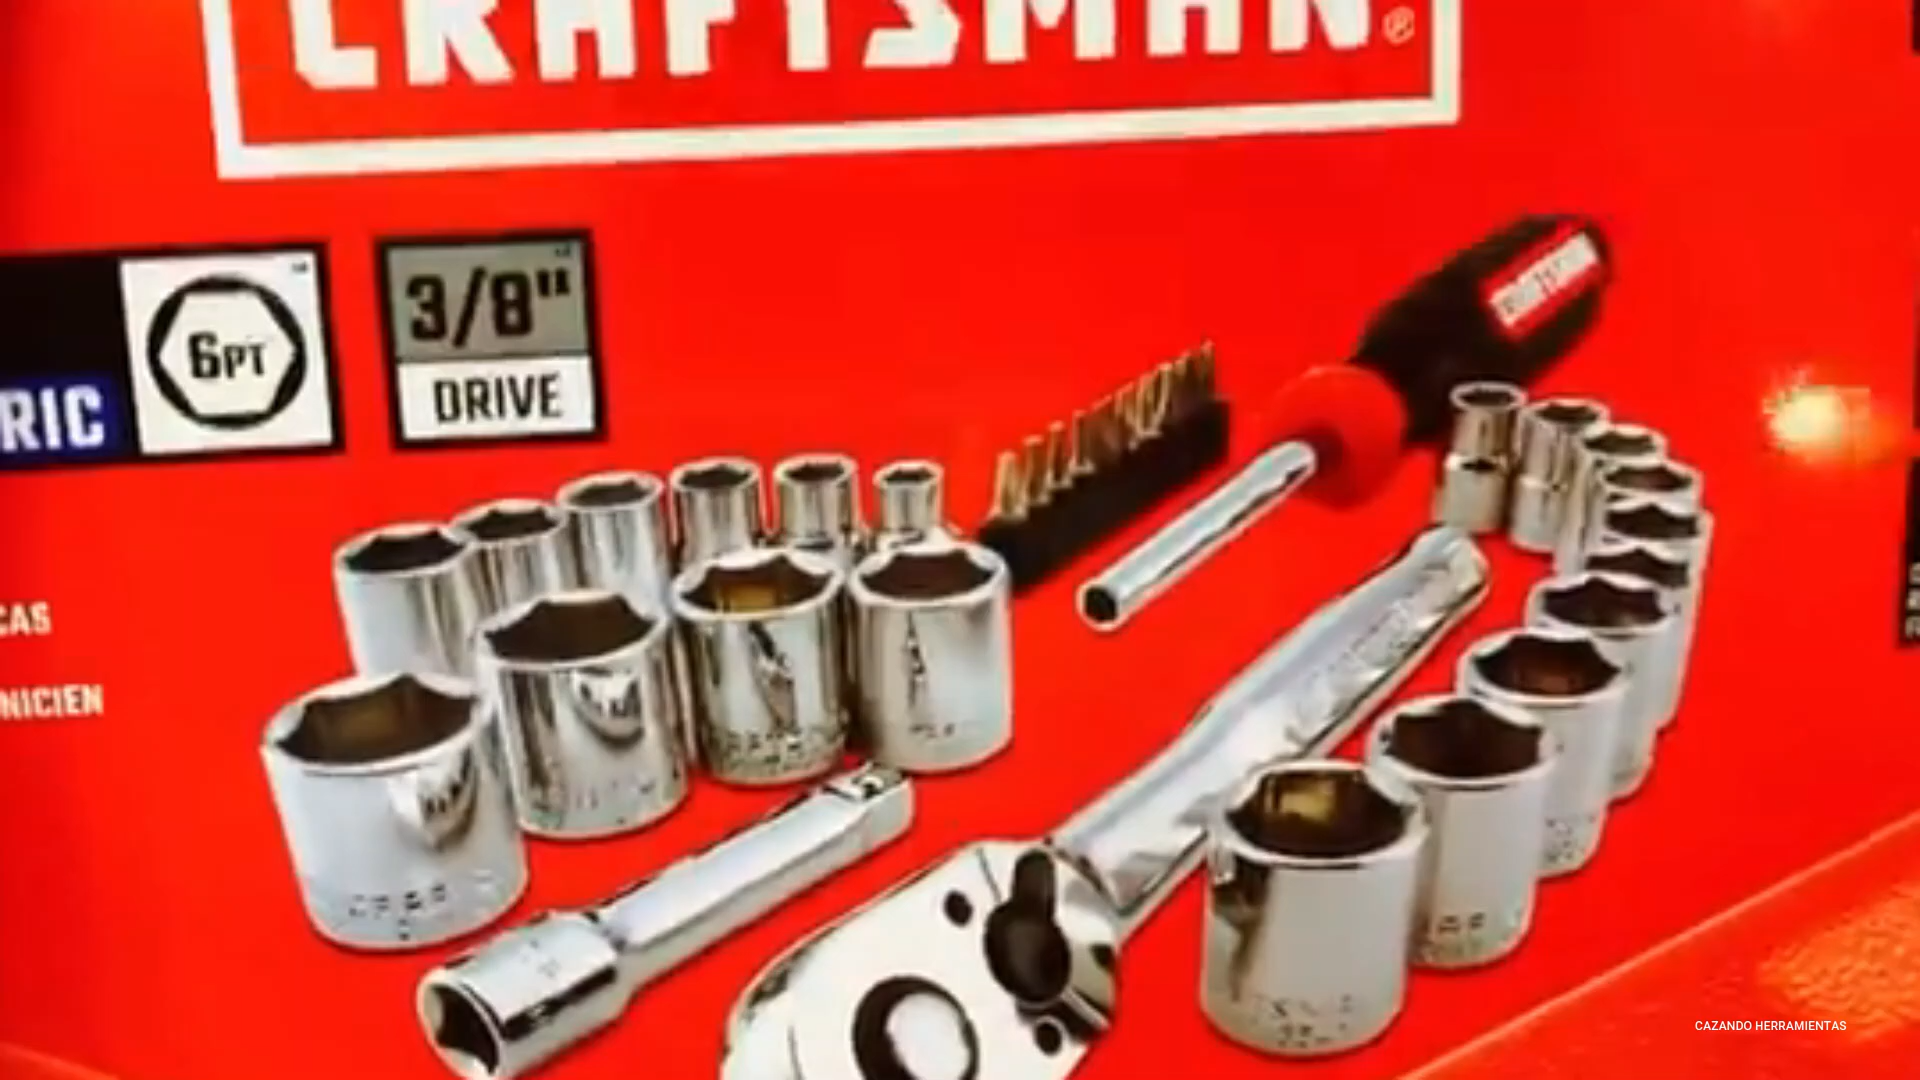 CRAFTSMAN®
RIC
6PT
3/8"
DRIVE
CAS
NICIEN
CAZANDO HERRAMIENTAS